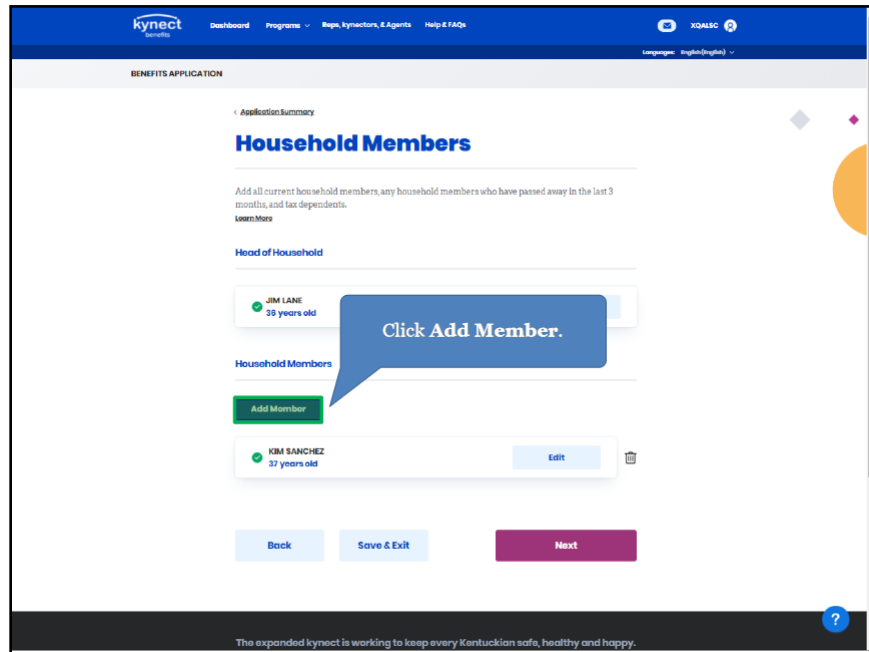 kynect
benefits
Dashboard Programs Reps, kynectors, & Agents Help & FAQs XQALSC
Languages: English (English)
BENEFITS APPLICATION
< Application Summary
Household Members
Add all current household members, any household members who have passed away in the last 3
months, and tax dependents.
Learn More
Head of Household
JIM LANE
36 years old
Click Add Member.
Household Members
Add Member
KIM SANCHEZ
37 years old
Edit
Back Save & Exit Next
?
The expanded kynect is working to keep every Kentuckian safe, healthy and happy.